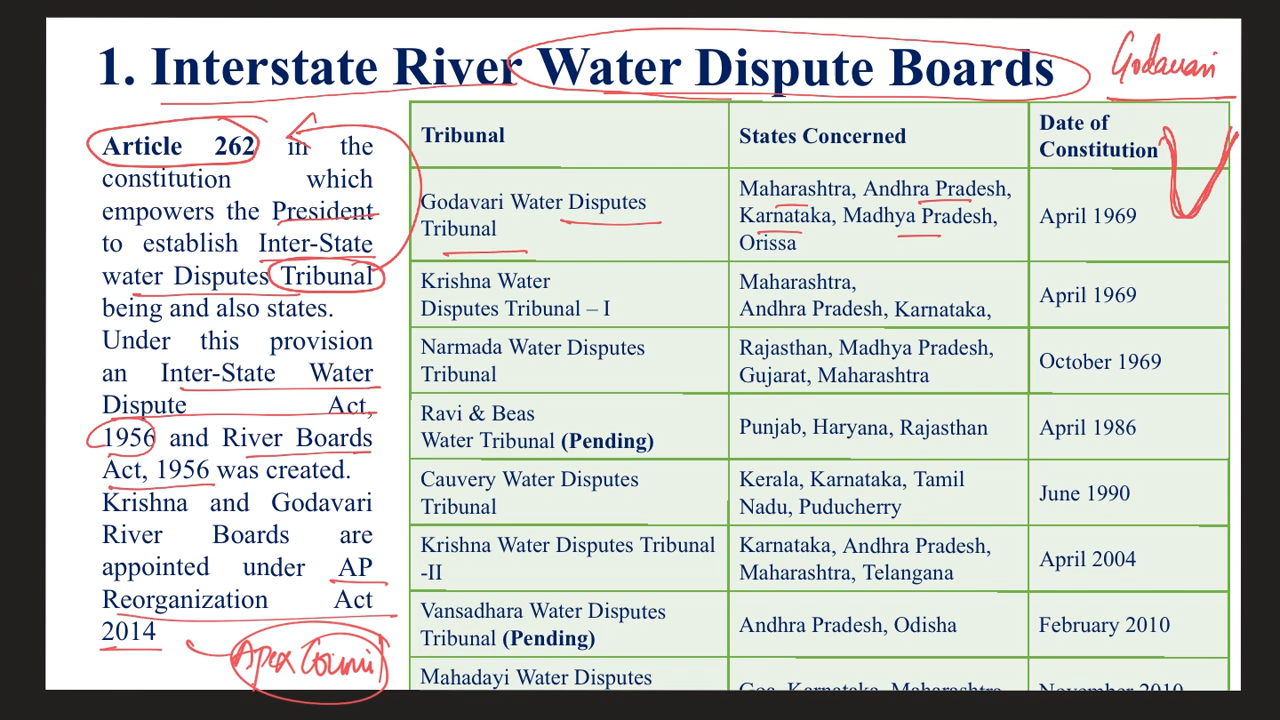 1. Interstate River Water Dispute Boards
Godavari
Article 262 in the
constitution which
empowers the President
to establish Inter-State
water Disputes Tribunal
being and also states.
Under this provision
an Inter-State Water
Dispute Act,
1956 and River Boards
Act, 1956 was created.
Krishna and Godavari
River Boards are
appointed under AP
Reorganization Act
2014
Apex Council
Tribunal
States Concerned
Date of
Constitution
Godavari Water Disputes
Tribunal
Maharashtra, Andhra Pradesh,
Karnataka, Madhya Pradesh,
Orissa
April 1969
Krishna Water
Disputes Tribunal – I
Maharashtra,
Andhra Pradesh, Karnataka,
April 1969
Narmada Water Disputes
Tribunal
Rajasthan, Madhya Pradesh,
Gujarat, Maharashtra
October 1969
Ravi & Beas
Water Tribunal (Pending)
Punjab, Haryana, Rajasthan
April 1986
Cauvery Water Disputes
Tribunal
Kerala, Karnataka, Tamil
Nadu, Puducherry
June 1990
Krishna Water Disputes Tribunal
-II
Karnataka, Andhra Pradesh,
Maharashtra, Telangana
April 2004
Vansadhara Water Disputes
Tribunal (Pending)
Andhra Pradesh, Odisha
February 2010
Mahadayi Water Disputes
Goa, Karnataka, Maharashtra
November 2010